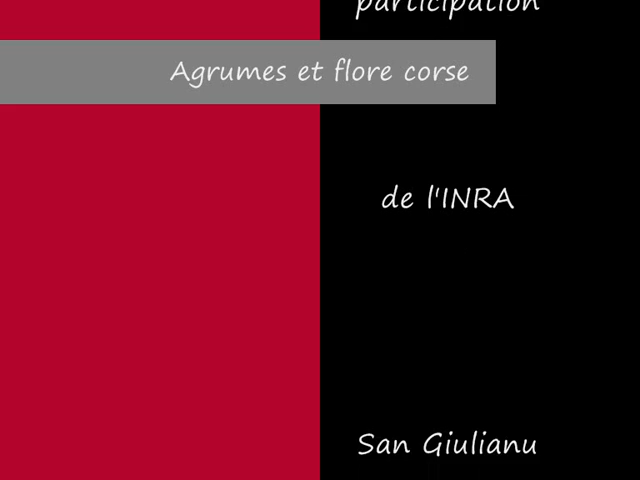 participation
Agrumes et flore corse
de l'INRA
San Giulianu